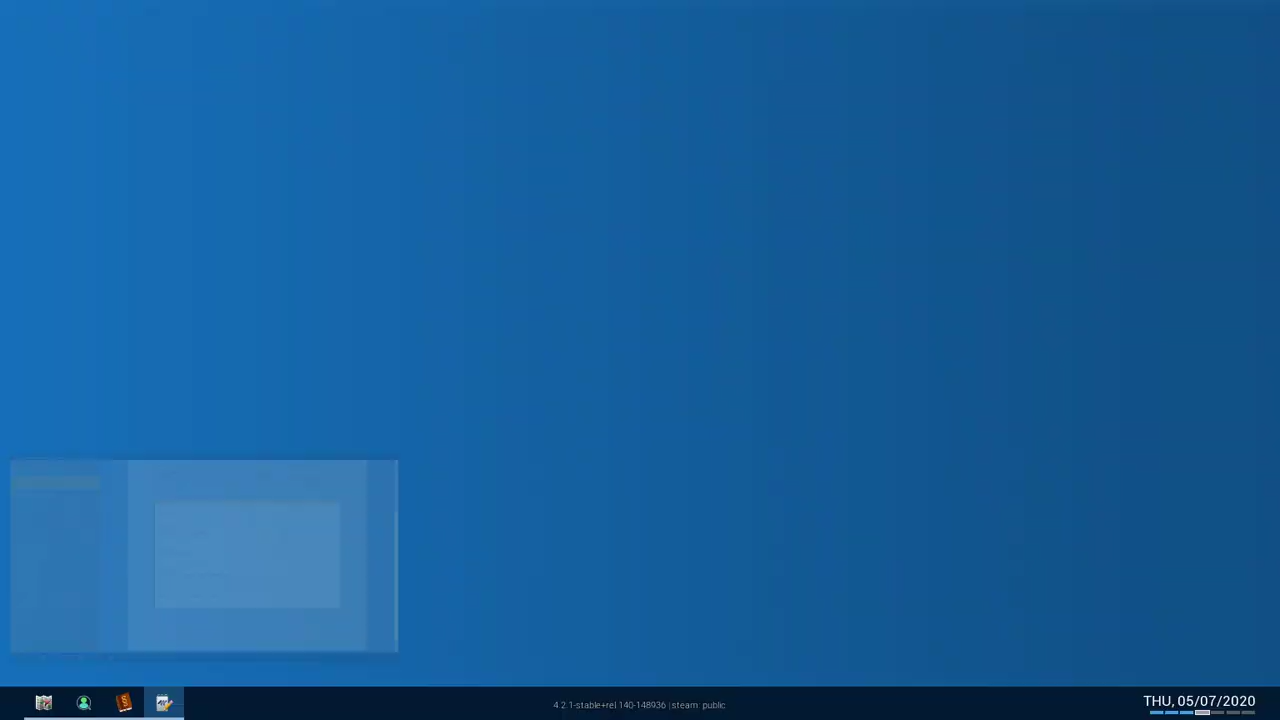 4.2.1-stable+rel.140-148936 | steam: public
THU, 05/07/2020